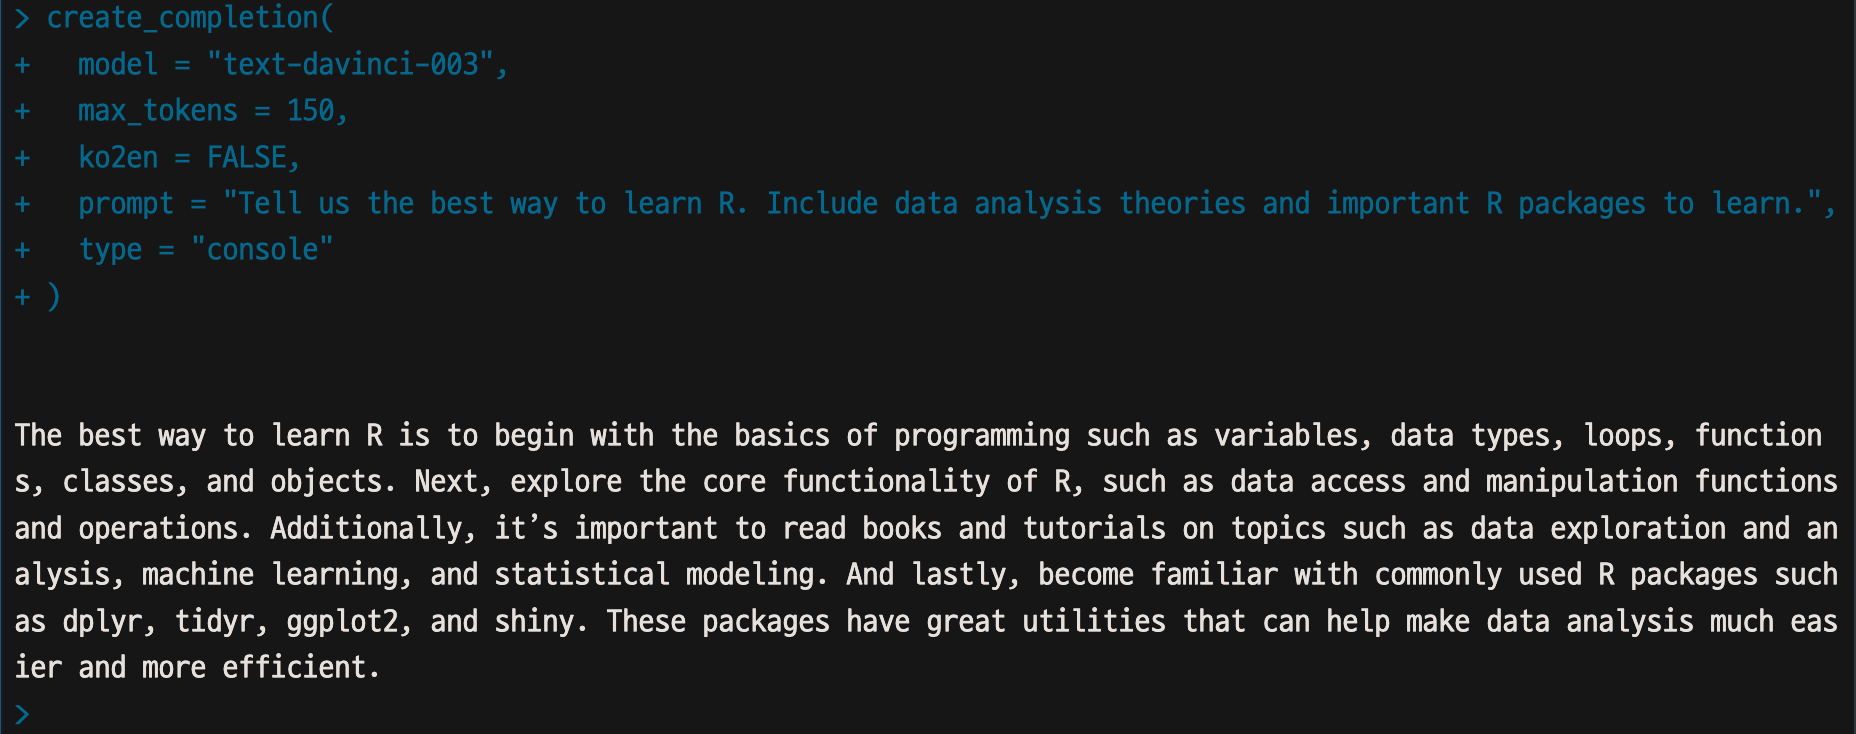 > create_completion(
+   model = "text-davinci-003",
+   max_tokens = 150,
+   ko2en = FALSE,
+   prompt = "Tell us the best way to learn R. Include data analysis theories and important R packages to learn.",
+   type = "console"
+ )
The best way to learn R is to begin with the basics of programming such as variables, data types, loops, function
s, classes, and objects. Next, explore the core functionality of R, such as data access and manipulation functions
and operations. Additionally, it’s important to read books and tutorials on topics such as data exploration and an
alysis, machine learning, and statistical modeling. And lastly, become familiar with commonly used R packages such
as dplyr, tidyr, ggplot2, and shiny. These packages have great utilities that can help make data analysis much eas
ier and more efficient.
>